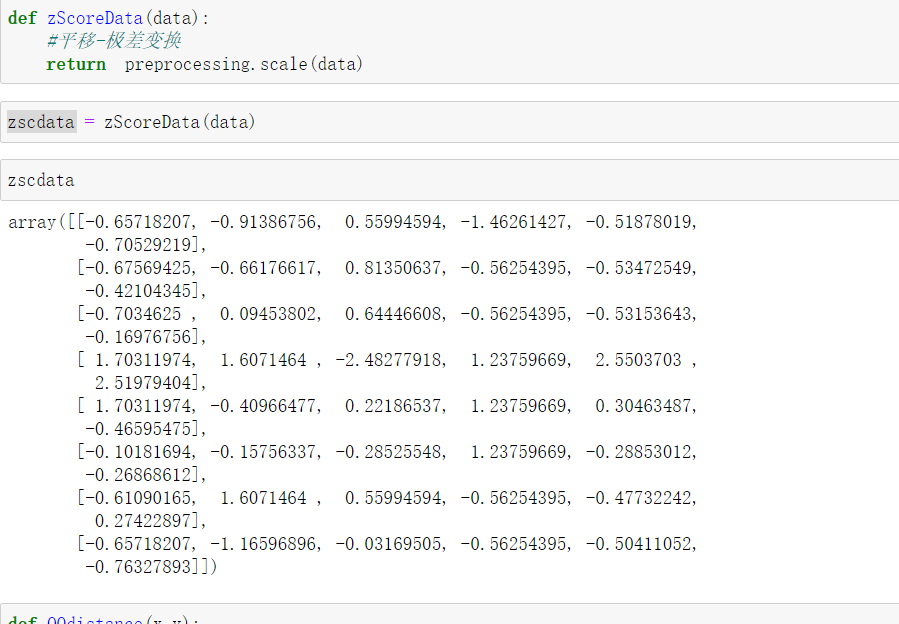 def zScoreData(data):
    #平移-极差变换
    return  preprocessing.scale(data)
zscdata = zScoreData(data)
zscdata
array([[-0.65718207, -0.91386756,  0.55994594, -1.46261427, -0.51878019,
        -0.70529219],
       [-0.67569425, -0.66176617,  0.81350637, -0.56254395, -0.53472549,
        -0.42104345],
       [-0.7034625 ,  0.09453802,  0.64446608, -0.56254395, -0.53153643,
        -0.16976756],
       [ 1.70311974,  1.6071464 , -2.48277918,  1.23759669,  2.5503703 ,
         2.51979404],
       [ 1.70311974, -0.40966477,  0.22186537,  1.23759669,  0.30463487,
        -0.46595475],
       [-0.10181694, -0.15756337, -0.28525548,  1.23759669, -0.28853012,
        -0.26868612],
       [-0.61090165,  1.6071464 ,  0.55994594, -0.56254395, -0.47732242,
         0.27422897],
       [-0.65718207, -1.16596896, -0.03169505, -0.56254395, -0.50411052,
        -0.76327893]])
def OOdistance(x,y):